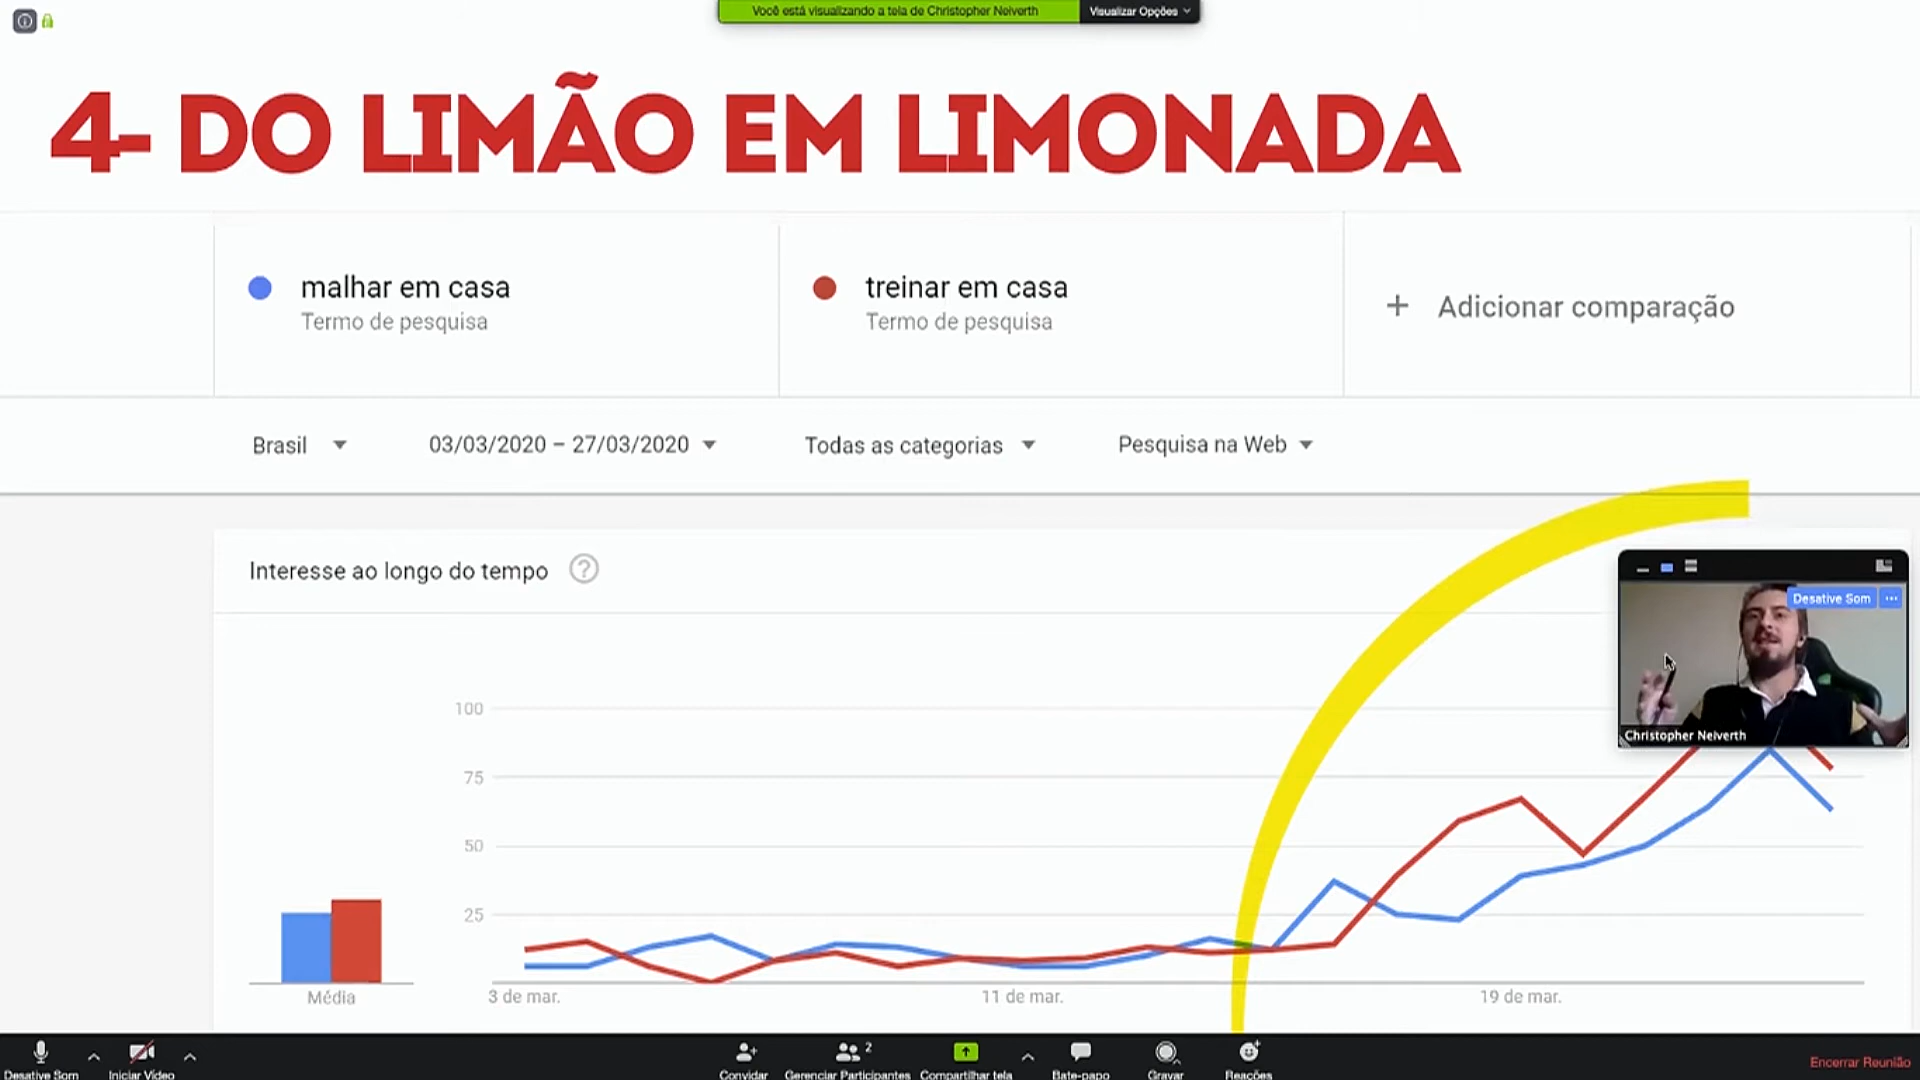 Você está visualizando a tela de Christopher Neiverth
Visualizar Opções
4- DO LIMÃO EM LIMONADA
malhar em casa
Termo de pesquisa
treinar em casa
Termo de pesquisa
+ Adicionar comparação
Brasil
03/03/2020 – 27/03/2020
Todas as categorias
Pesquisa na Web
Interesse ao longo do tempo
?
Desative Som
...
Christopher Neiverth
100
75
50
25
Média
3 de mar.
11 de mar.
19 de mar.
Desative Som
Iniciar Vídeo
Convidar
2
Gerenciar Participantes
Compartilhar tela
Bate-papo
Gravar
Reações
Encerrar Reunião